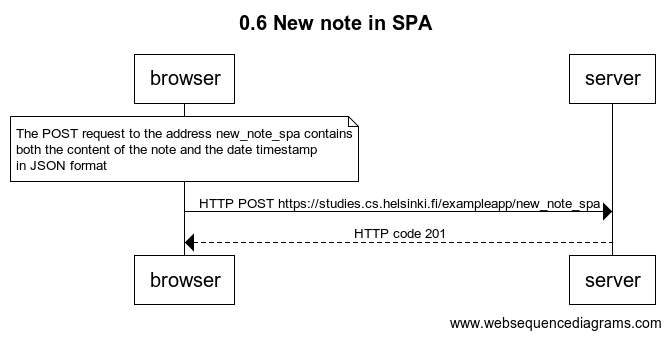 0.6 New note in SPA
browser
server
The POST request to the address new_note_spa contains
both the content of the note and the date timestamp
in JSON format
HTTP POST https://studies.cs.helsinki.fi/exampleapp/new_note_spa
HTTP code 201
browser
server
www.websequencediagrams.com